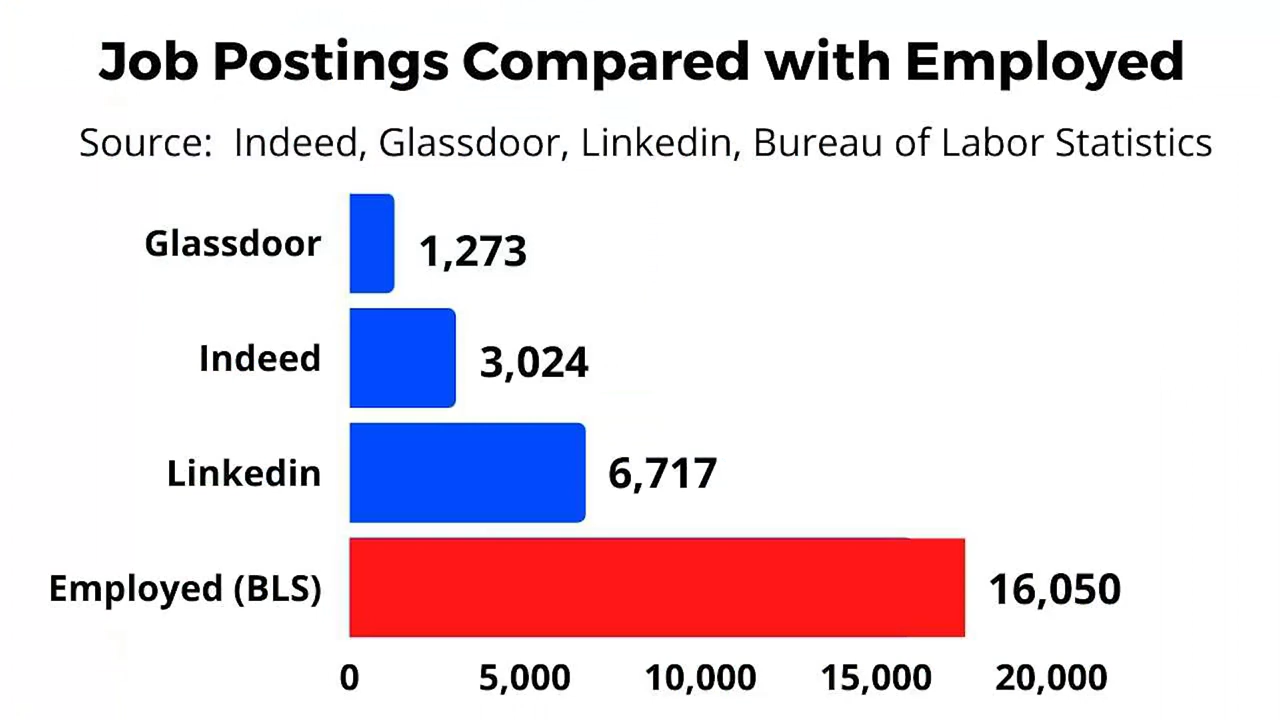 Job Postings Compared with Employed
Source: Indeed, Glassdoor, Linkedin, Bureau of Labor Statistics
Glassdoor 1,273
Indeed 3,024
Linkedin 6,717
Employed (BLS) 16,050
0 5,000 10,000 15,000 20,000